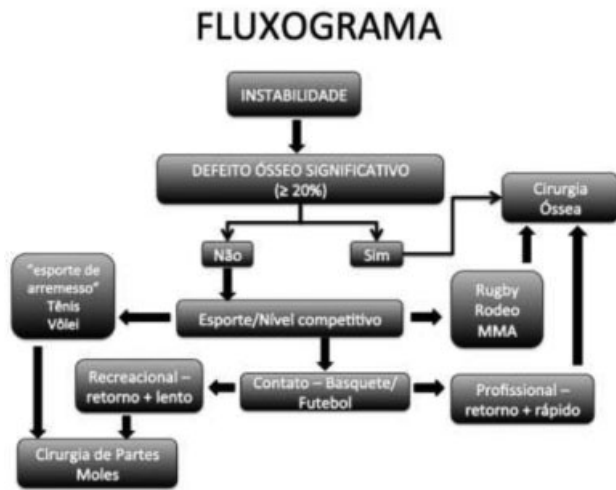 FLUXOGRAMA
INSTABILIDADE
DEFEITO ÓSSEO SIGNIFICATIVO
(≥ 20%)
Cirurgia
Óssea
Não
Sim
"esporte de
arremesso"
Tênis
Vôlei
Esporte/Nível competitivo
Rugby
Rodeo
MMA
Recreacional –
retorno + lento
Contato – Basquete/
Futebol
Profissional –
retorno + rápido
Cirurgia de Partes
Moles